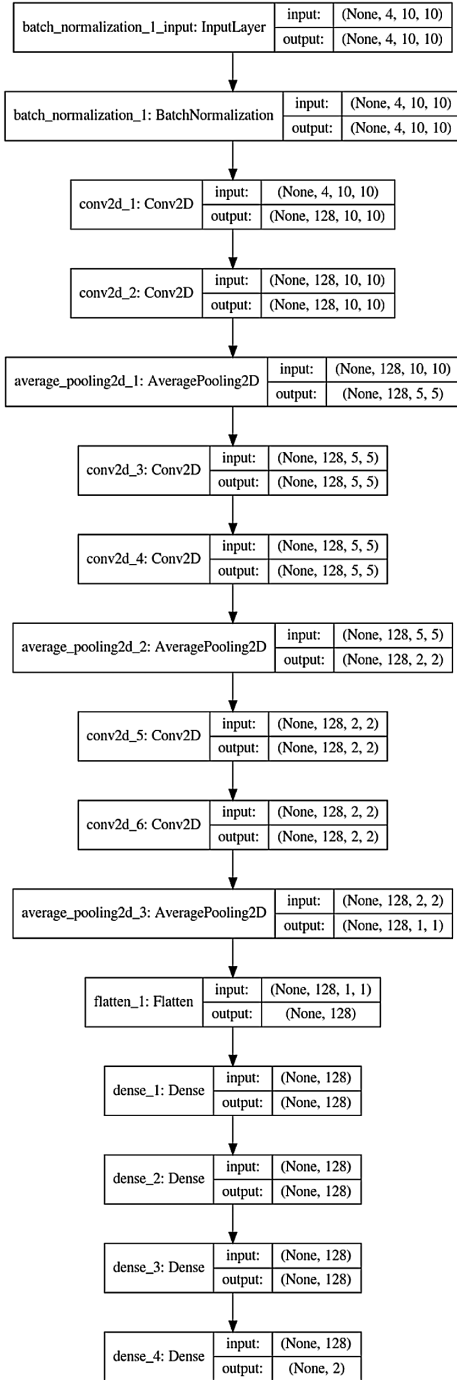 batch_normalization_1_input: InputLayer
input: (None, 4, 10, 10)
output: (None, 4, 10, 10)
batch_normalization_1: BatchNormalization
input: (None, 4, 10, 10)
output: (None, 4, 10, 10)
conv2d_1: Conv2D
input: (None, 4, 10, 10)
output: (None, 128, 10, 10)
conv2d_2: Conv2D
input: (None, 128, 10, 10)
output: (None, 128, 10, 10)
average_pooling2d_1: AveragePooling2D
input: (None, 128, 10, 10)
output: (None, 128, 5, 5)
conv2d_3: Conv2D
input: (None, 128, 5, 5)
output: (None, 128, 5, 5)
conv2d_4: Conv2D
input: (None, 128, 5, 5)
output: (None, 128, 5, 5)
average_pooling2d_2: AveragePooling2D
input: (None, 128, 5, 5)
output: (None, 128, 2, 2)
conv2d_5: Conv2D
input: (None, 128, 2, 2)
output: (None, 128, 2, 2)
conv2d_6: Conv2D
input: (None, 128, 2, 2)
output: (None, 128, 2, 2)
average_pooling2d_3: AveragePooling2D
input: (None, 128, 2, 2)
output: (None, 128, 1, 1)
flatten_1: Flatten
input: (None, 128, 1, 1)
output: (None, 128)
dense_1: Dense
input: (None, 128)
output: (None, 128)
dense_2: Dense
input: (None, 128)
output: (None, 128)
dense_3: Dense
input: (None, 128)
output: (None, 128)
dense_4: Dense
input: (None, 128)
output: (None, 2)